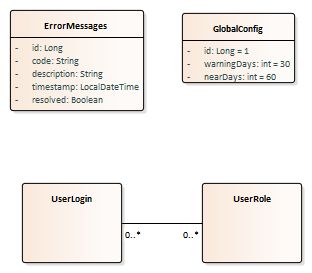 ErrorMessages
- id: Long
- code: String
- description: String
- timestamp: LocalDateTime
- resolved: Boolean
GlobalConfig
- id: Long = 1
- warningDays: int = 30
- nearDays: int = 60
UserLogin
UserRole
0..*
0..*